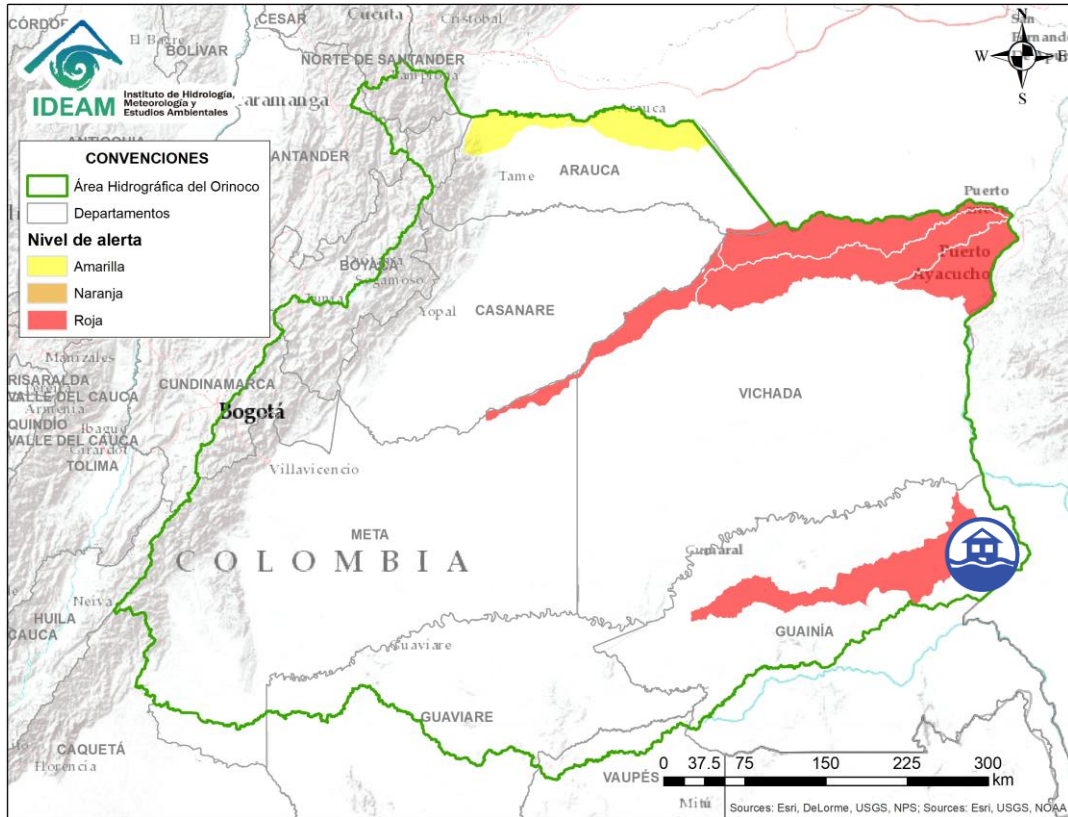 IDEAM
Instituto de Hidrología,
Meteorología y
Estudios Ambientales
CONVENCIONES
Área Hidrográfica del Orinoco
Departamentos
Nivel de alerta
Amarilla
Naranja
Roja
N
W
E
S
CESAR
Cúcuta
Cristobal
El Bagre
BOLÍVAR
NORTE DE SANTANDER
Arauca
ARAUCA
Tame
BOYACÁ
Sogamoso
Yopal
CASANARE
Puerto
Puerto
Ayacucho
VICHADA
Manizales
RISARALDA
VALLE DEL CAUCA
Armenia
QUINDÍO
Ibagué
VALLE DEL CAUCA
Girardot
TOLIMA
CUNDINAMARCA
Bogotá
Villavicencio
META
COLOMBIA
Neiva
HUILA
CAUCA
GUAINÍA
Guaviare
GUAVIARE
CAQUETÁ
Florencia
VAUPÉS
Mitú
0 37.5 75 150 225 300
km
Sources: Esri, DeLorme, USGS, NPS; Sources: Esri, USGS, NOAA